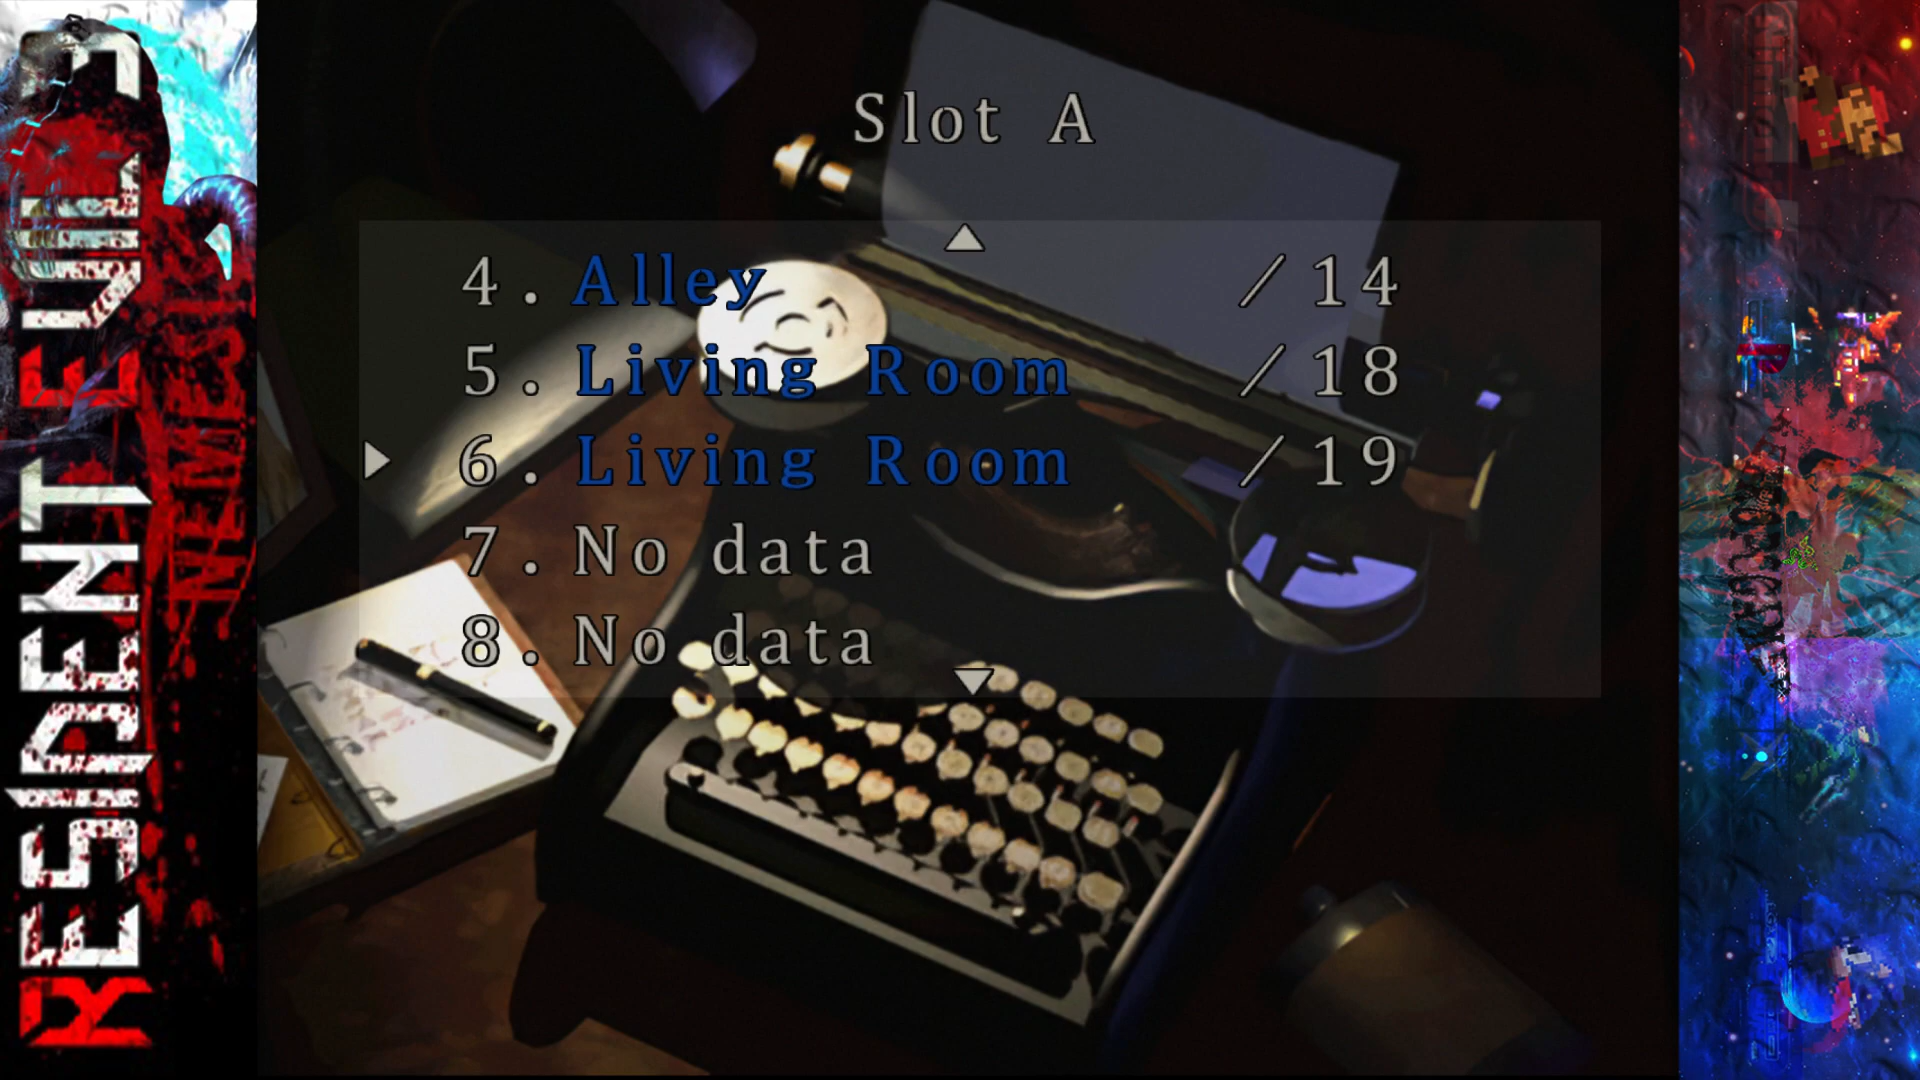 RESIDENT EVIL 3
NEMESIS
Slot A
4. Alley /14
5. Living Room /18
6. Living Room /19
7. No data
8. No data